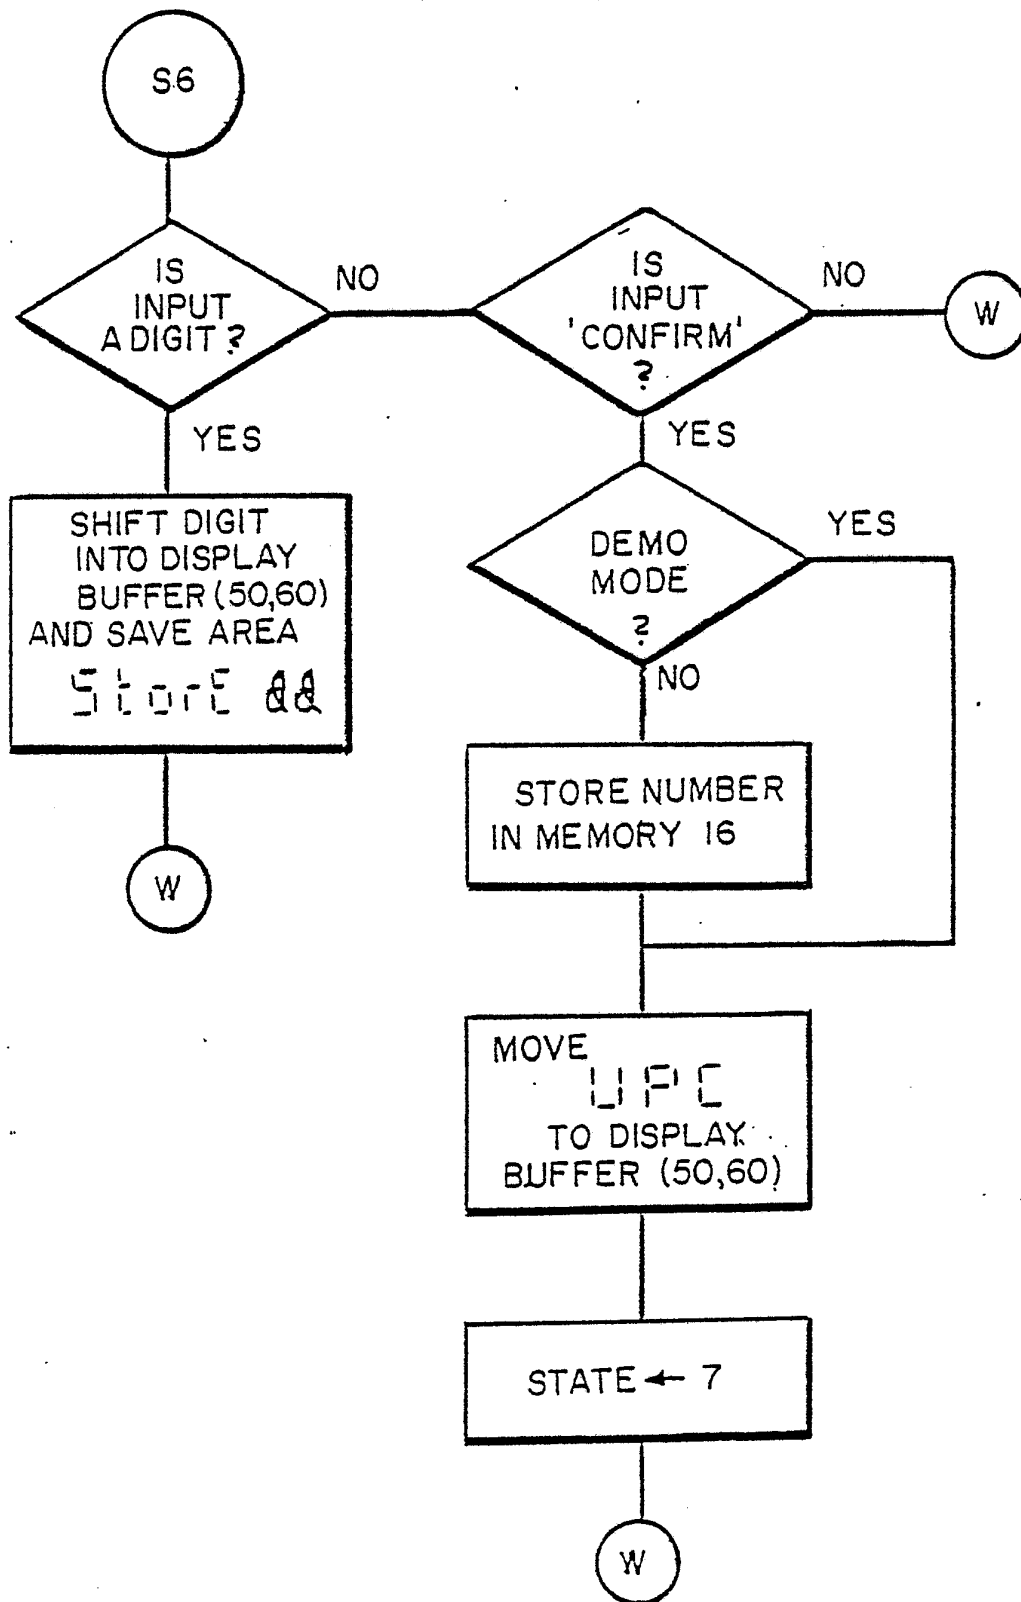 S6
IS
INPUT
A DIGIT ?
NO
IS
INPUT
'CONFIRM'
?
NO
W
YES
SHIFT DIGIT
INTO DISPLAY
BUFFER (50,60)
AND SAVE AREA
StorE dd
W
YES
DEMO
MODE
?
YES
NO
STORE NUMBER
IN MEMORY 16
MOVE
UPC
TO DISPLAY
BUFFER (50,60)
STATE ← 7
W